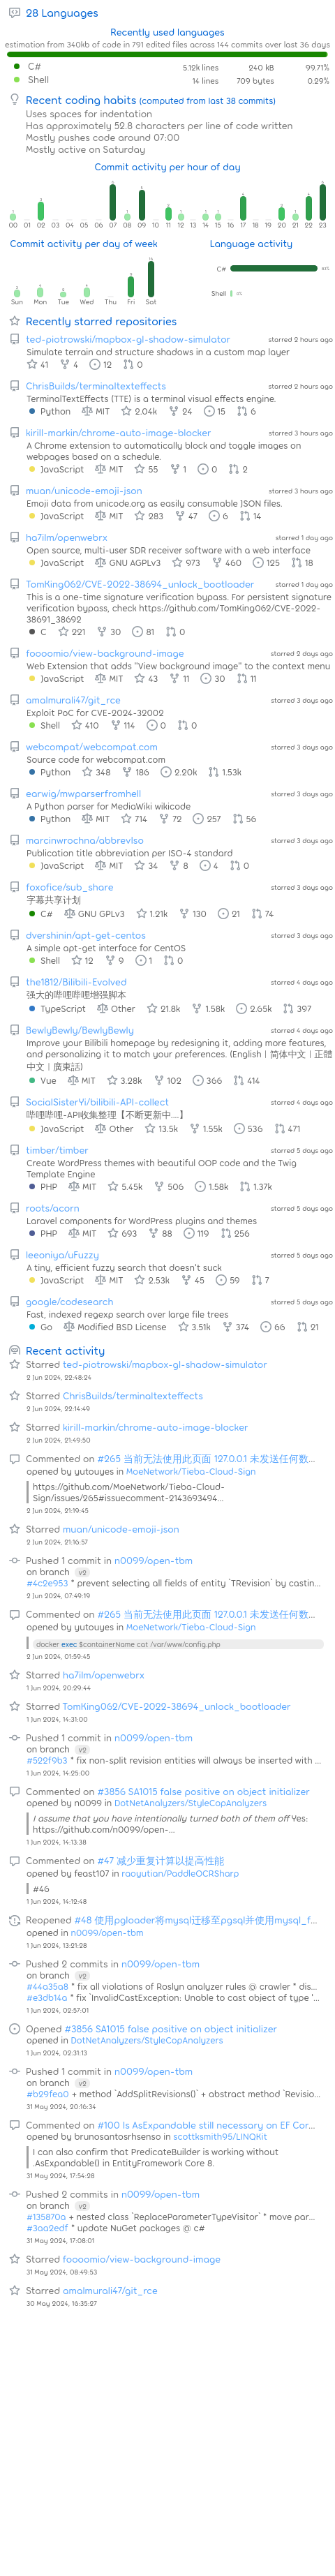 28 Languages
Recently used languages
estimation from 340kb of code in 791 edited files across 144 commits over last 36 days
C# 5.12k lines 240 kB 99.71%
Shell 14 lines 709 bytes 0.29%
Recent coding habits (computed from last 38 commits)
Uses spaces for indentation
Has approximately 52.8 characters per line of code written
Mostly pushes code around 07:00
Mostly active on Saturday
Commit activity per hour of day
00 01 02 03 04 05 06 07 08 09 10 11 12 13 14 15 16 17 18 19 20 21 22 23
Commit activity per day of week
Language activity
C#
Shell
Sun Mon Tue Wed Thu Fri Sat
Recently starred repositories
ted-piotrowski/mapbox-gl-shadow-simulator starred 2 hours ago
Simulate terrain and structure shadows in a custom map layer
41 4 12 0
ChrisBuilds/terminaltexteffects starred 2 hours ago
TerminalTextEffects (TTE) is a terminal visual effects engine.
Python MIT 2.04k 24 15 6
kirill-markin/chrome-auto-image-blocker starred 3 hours ago
A Chrome extension to automatically block and toggle images on
webpages based on a schedule.
JavaScript MIT 55 1 0 2
muan/unicode-emoji-json starred 3 hours ago
Emoji data from unicode.org as easily consumable JSON files.
JavaScript MIT 283 47 6 14
ha7ilm/openwebrx starred 1 day ago
Open source, multi-user SDR receiver software with a web interface
JavaScript GNU AGPLv3 973 460 125 18
TomKing062/CVE-2022-38694_unlock_bootloader starred 1 day ago
This is a one-time signature verification bypass. For persistent signature
verification bypass, check https://github.com/TomKing062/CVE-2022-
38691_38692
C 221 30 81 0
foooomio/view-background-image starred 2 days ago
Web Extension that adds "View background image" to the context menu
JavaScript MIT 43 11 30 11
amalmurali47/git_rce starred 3 days ago
Exploit PoC for CVE-2024-32002
Shell 410 114 0 0
webcompat/webcompat.com starred 3 days ago
Source code for webcompat.com
Python 348 186 2.20k 1.53k
earwig/mwparserfromhell starred 3 days ago
A Python parser for MediaWiki wikicode
Python MIT 714 72 257 56
marcinwrochna/abbrevIso starred 3 days ago
Publication title abbreviation per ISO-4 standard
JavaScript MIT 34 8 4 0
foxofice/sub_share starred 3 days ago
字幕共享计划
C# GNU GPLv3 1.21k 130 21 74
dvershinin/apt-get-centos starred 3 days ago
A simple apt-get interface for CentOS
Shell 12 9 1 0
the1812/Bilibili-Evolved starred 4 days ago
强大的哔哩哔哩增强脚本
TypeScript Other 21.8k 1.58k 2.65k 397
BewlyBewly/BewlyBewly starred 4 days ago
Improve your Bilibili homepage by redesigning it, adding more features,
and personalizing it to match your preferences. (English | 简体中文 | 正體
中文 | 廣東話)
Vue MIT 3.28k 102 366 414
SocialSisterYi/bilibili-API-collect starred 4 days ago
哔哩哔哩-API收集整理【不断更新中....】
JavaScript Other 13.5k 1.55k 536 471
timber/timber starred 5 days ago
Create WordPress themes with beautiful OOP code and the Twig
Template Engine
PHP MIT 5.45k 506 1.58k 1.37k
roots/acorn starred 5 days ago
Laravel components for WordPress plugins and themes
PHP MIT 693 88 119 256
leeoniya/uFuzzy starred 5 days ago
A tiny, efficient fuzzy search that doesn't suck
JavaScript MIT 2.53k 45 59 7
google/codesearch starred 5 days ago
Fast, indexed regexp search over large file trees
Go Modified BSD License 3.51k 374 66 21
Recent activity
Starred ted-piotrowski/mapbox-gl-shadow-simulator
2 Jun 2024, 22:48:24
Starred ChrisBuilds/terminaltexteffects
2 Jun 2024, 22:14:49
Starred kirill-markin/chrome-auto-image-blocker
2 Jun 2024, 21:49:50
Commented on #265 当前无法使用此页面 127.0.0.1 未发送任何数...
opened by yutouyes in MoeNetwork/Tieba-Cloud-Sign
https://github.com/MoeNetwork/Tieba-Cloud-
Sign/issues/265#issuecomment-2143693494...
2 Jun 2024, 21:19:45
Starred muan/unicode-emoji-json
2 Jun 2024, 21:16:57
Pushed 1 commit in n0099/open-tbm
on branch v2
#4c2e953 * prevent selecting all fields of entity `TRevision` by castin...
2 Jun 2024, 07:49:19
Commented on #265 当前无法使用此页面 127.0.0.1 未发送任何数...
opened by yutouyes in MoeNetwork/Tieba-Cloud-Sign
docker exec $containerName cat /var/www/config.php
2 Jun 2024, 01:59:45
Starred ha7ilm/openwebrx
1 Jun 2024, 20:29:44
Starred TomKing062/CVE-2022-38694_unlock_bootloader
1 Jun 2024, 14:31:00
Pushed 1 commit in n0099/open-tbm
on branch v2
#522f9b3 * fix non-split revision entities will always be inserted with ...
1 Jun 2024, 14:25:00
Commented on #3856 SA1015 false positive on object initializer
opened by n0099 in DotNetAnalyzers/StyleCopAnalyzers
I assume that you have intentionally turned both of them off Yes:
https://github.com/n0099/open-...
1 Jun 2024, 14:13:38
Commented on #47 减少重复计算以提高性能
opened by feast107 in raoyutian/PaddleOCRSharp
#46
1 Jun 2024, 14:12:48
Reopened #48 使用pgloader将mysql迁移至pgsql并使用mysql_f...
opened in n0099/open-tbm
1 Jun 2024, 13:21:28
Pushed 2 commits in n0099/open-tbm
on branch v2
#44a35a8 * fix all violations of Roslyn analyzer rules @ crawler * dis...
#e3db14a * fix `InvalidCastException: Unable to cast object of type '...
1 Jun 2024, 02:57:01
Opened #3856 SA1015 false positive on object initializer
opened in DotNetAnalyzers/StyleCopAnalyzers
1 Jun 2024, 02:31:13
Pushed 1 commit in n0099/open-tbm
on branch v2
#b29fea0 + method `AddSplitRevisions()` + abstract method `Revisio...
31 May 2024, 20:16:34
Commented on #100 Is AsExpandable still necessary on EF Cor...
opened by brunosantosrhsenso in scottksmith95/LINQKit
I can also confirm that PredicateBuilder is working without
.AsExpandable() in EntityFramework Core 8.
31 May 2024, 17:54:28
Pushed 2 commits in n0099/open-tbm
on branch v2
#135870a + nested class `ReplaceParameterTypeVisitor` * move par...
#3aa2edf * update NuGet packages @ c#
31 May 2024, 17:08:01
Starred foooomio/view-background-image
31 May 2024, 08:49:53
Starred amalmurali47/git_rce
30 May 2024, 16:35:27